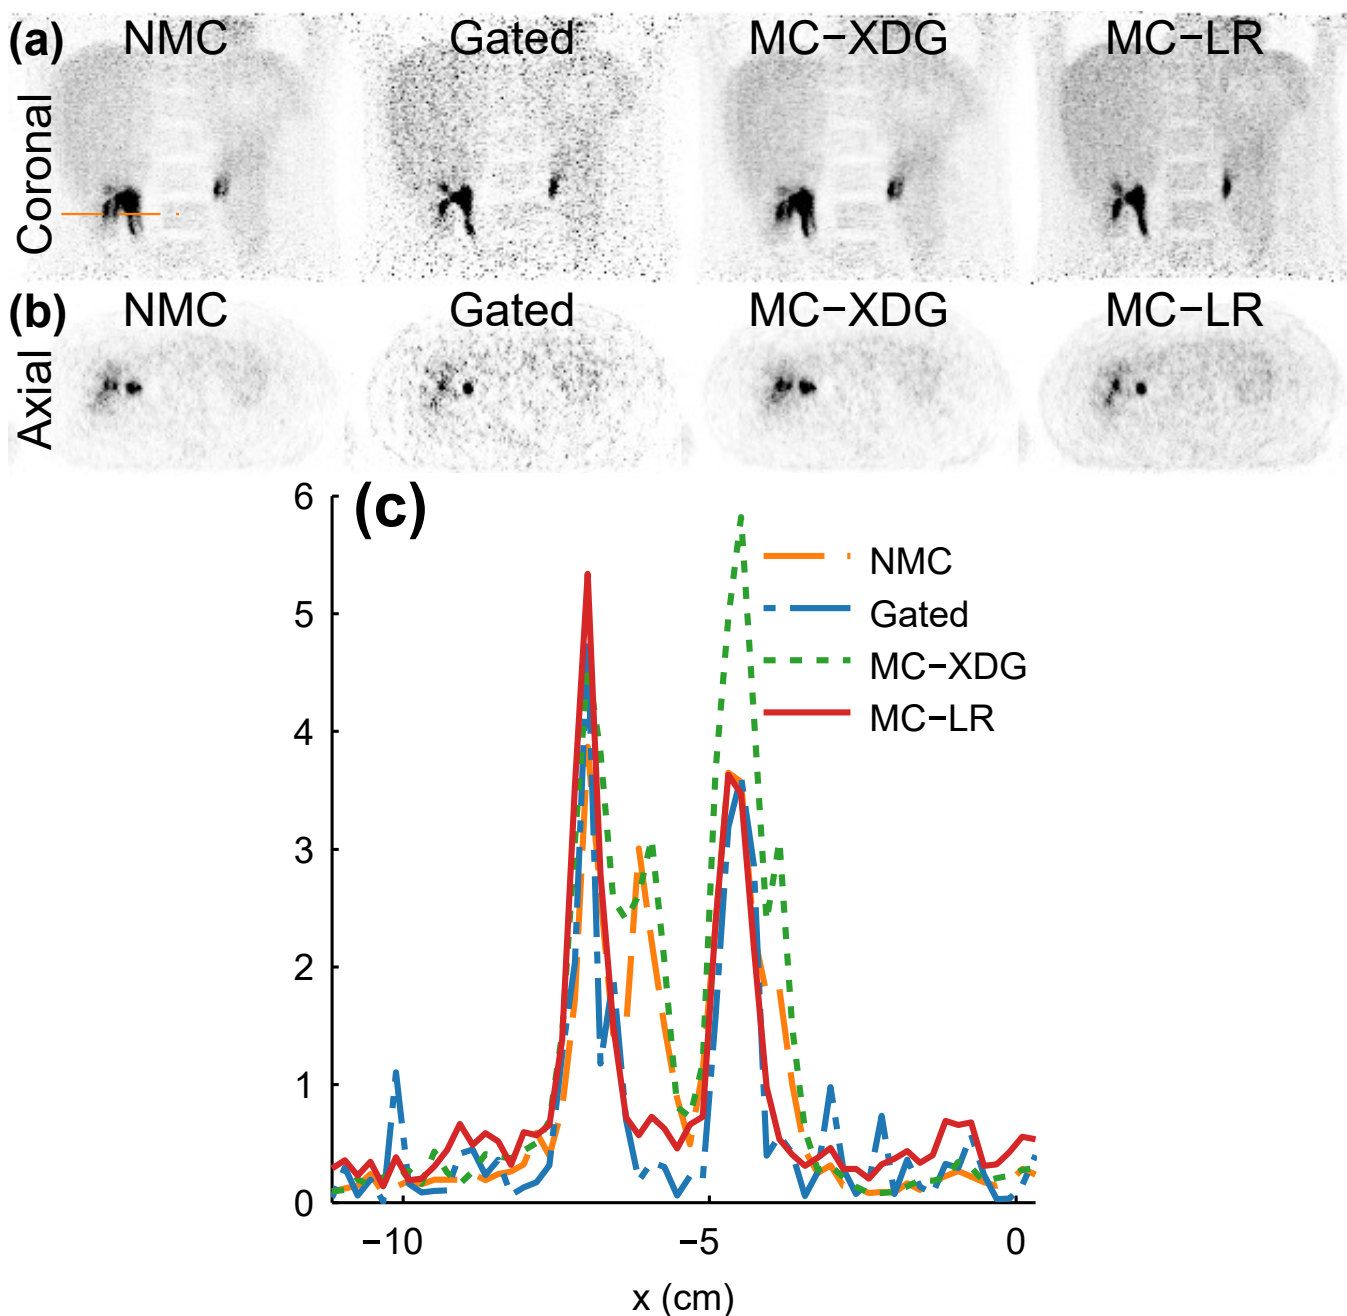 (a) NMC Gated MC−XDG MC−LR
Coronal
(b) NMC Gated MC−XDG MC−LR
Axial
(c)
6
5
4
3
2
1
0
NMC
Gated
MC−XDG
MC−LR
−10 −5 0
x (cm)